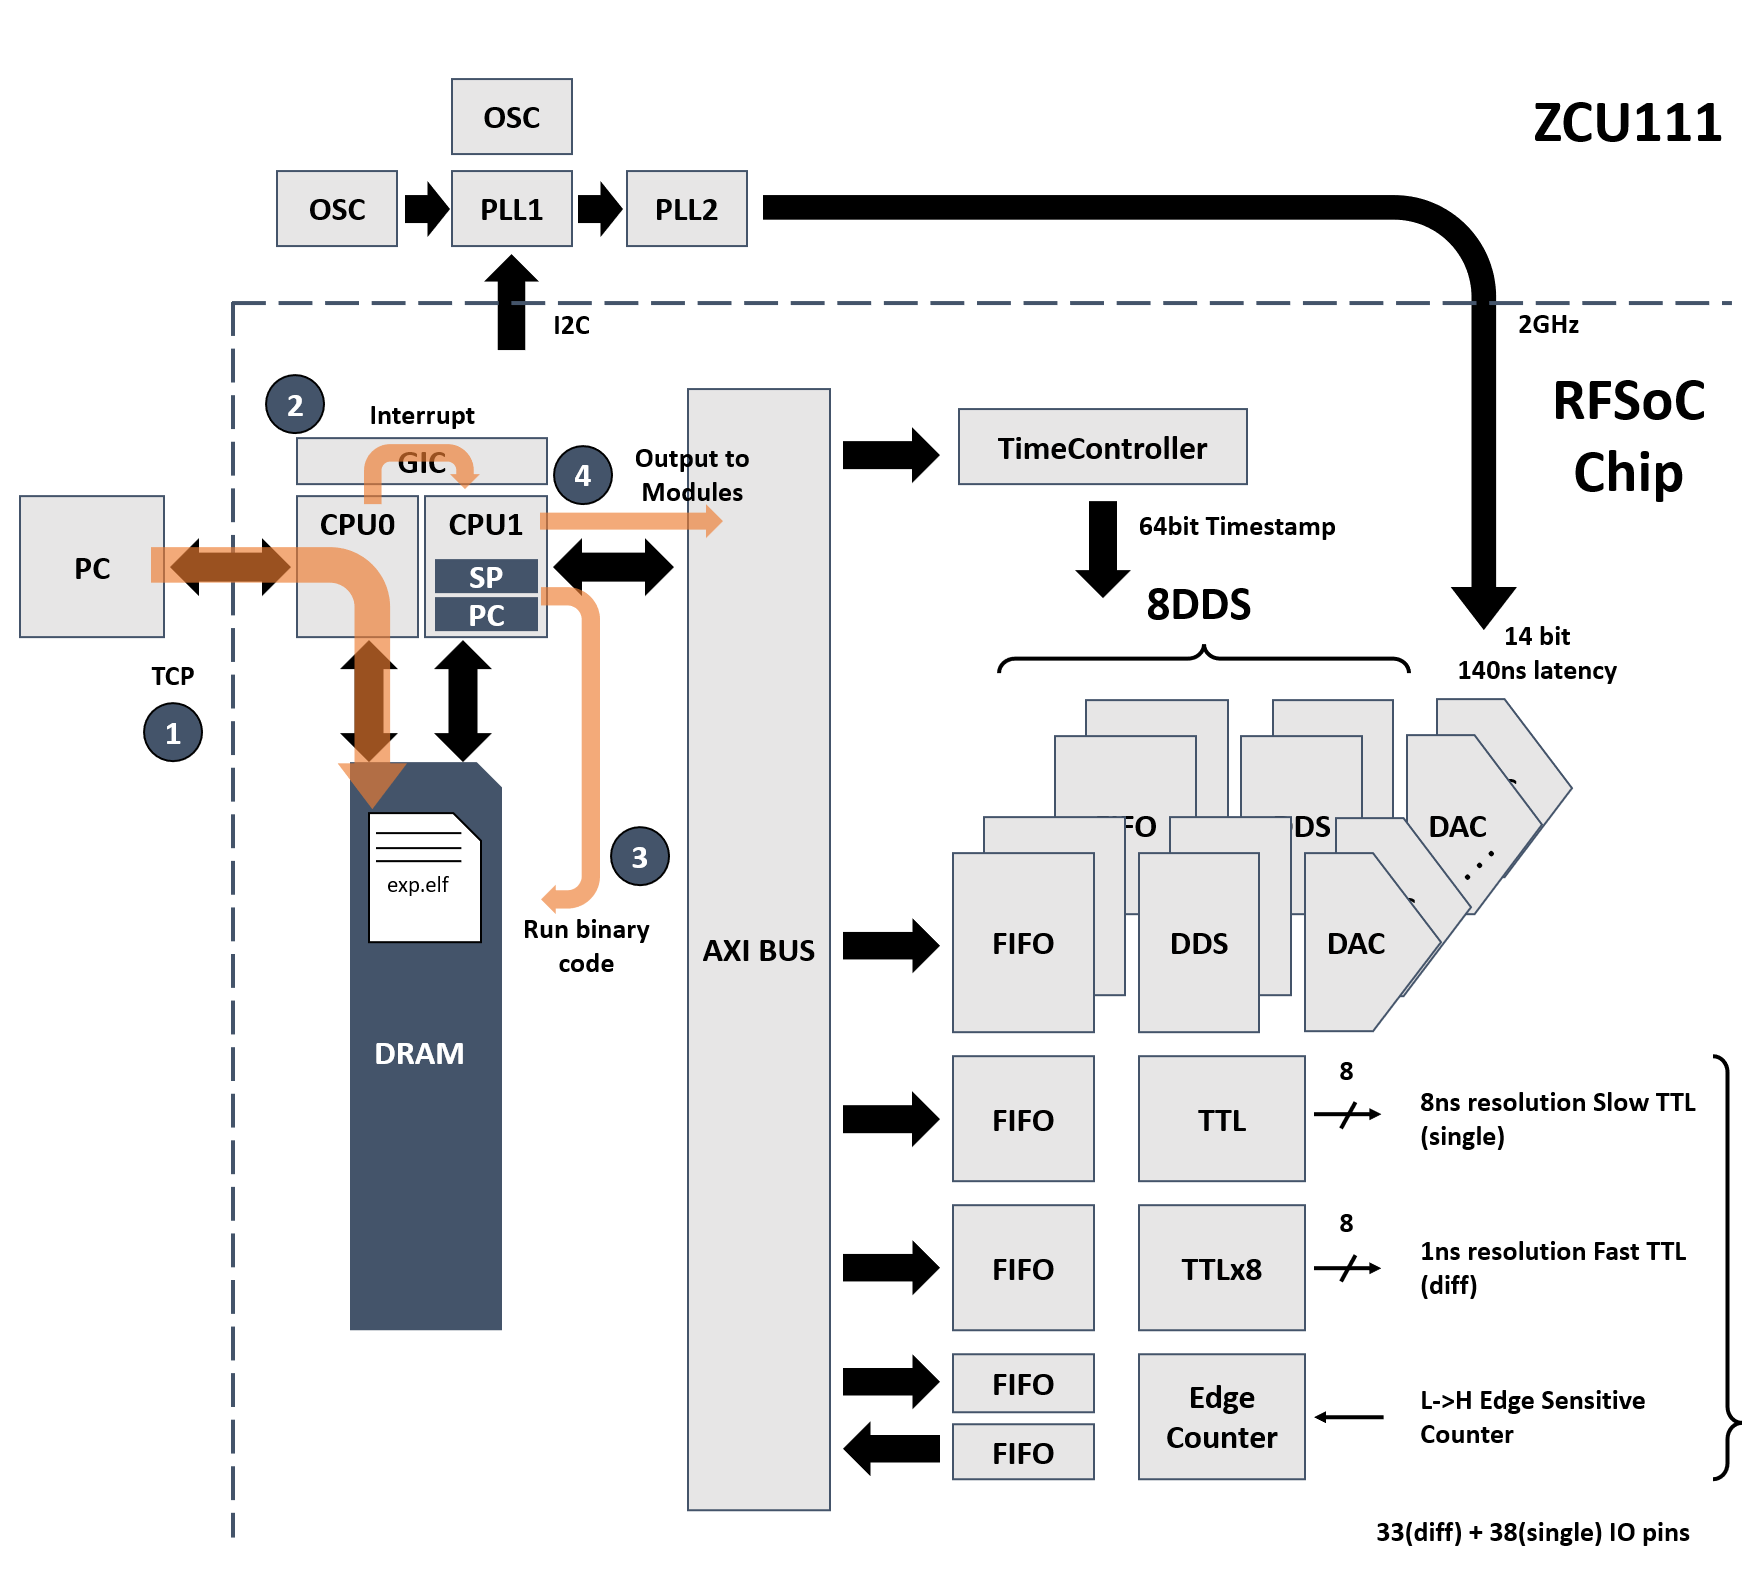 OSC
ZCU111
OSC
PLL1
PLL2
I2C
2GHz
RFSoC
Chip
2
Interrupt
GIC
4
Output to
Modules
TimeController
PC
CPU0
CPU1
SP
PC
64bit Timestamp
8DDS
14 bit
140ns latency
TCP
1
DAC
3
exp.elf
Run binary
code
AXI BUS
FIFO
DDS
DAC
DRAM
FIFO
TTL
8
8ns resolution Slow TTL
(single)
FIFO
TTLx8
8
1ns resolution Fast TTL
(diff)
FIFO
FIFO
Edge
Counter
L->H Edge Sensitive
Counter
33(diff) + 38(single) IO pins